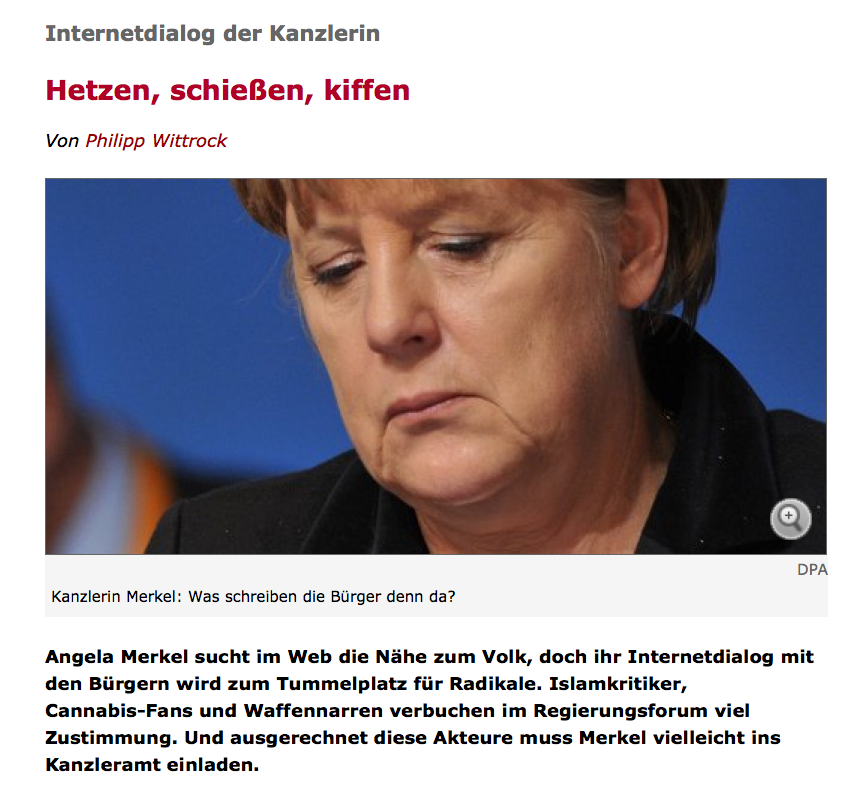 Internetdialog der Kanzlerin
Hetzen, schießen, kiffen
Von Philipp Wittrock
DPA
Kanzlerin Merkel: Was schreiben die Bürger denn da?
Angela Merkel sucht im Web die Nähe zum Volk, doch ihr Internetdialog mit
den Bürgern wird zum Tummelplatz für Radikale. Islamkritiker,
Cannabis-Fans und Waffennarren verbuchen im Regierungsforum viel
Zustimmung. Und ausgerechnet diese Akteure muss Merkel vielleicht ins
Kanzleramt einladen.